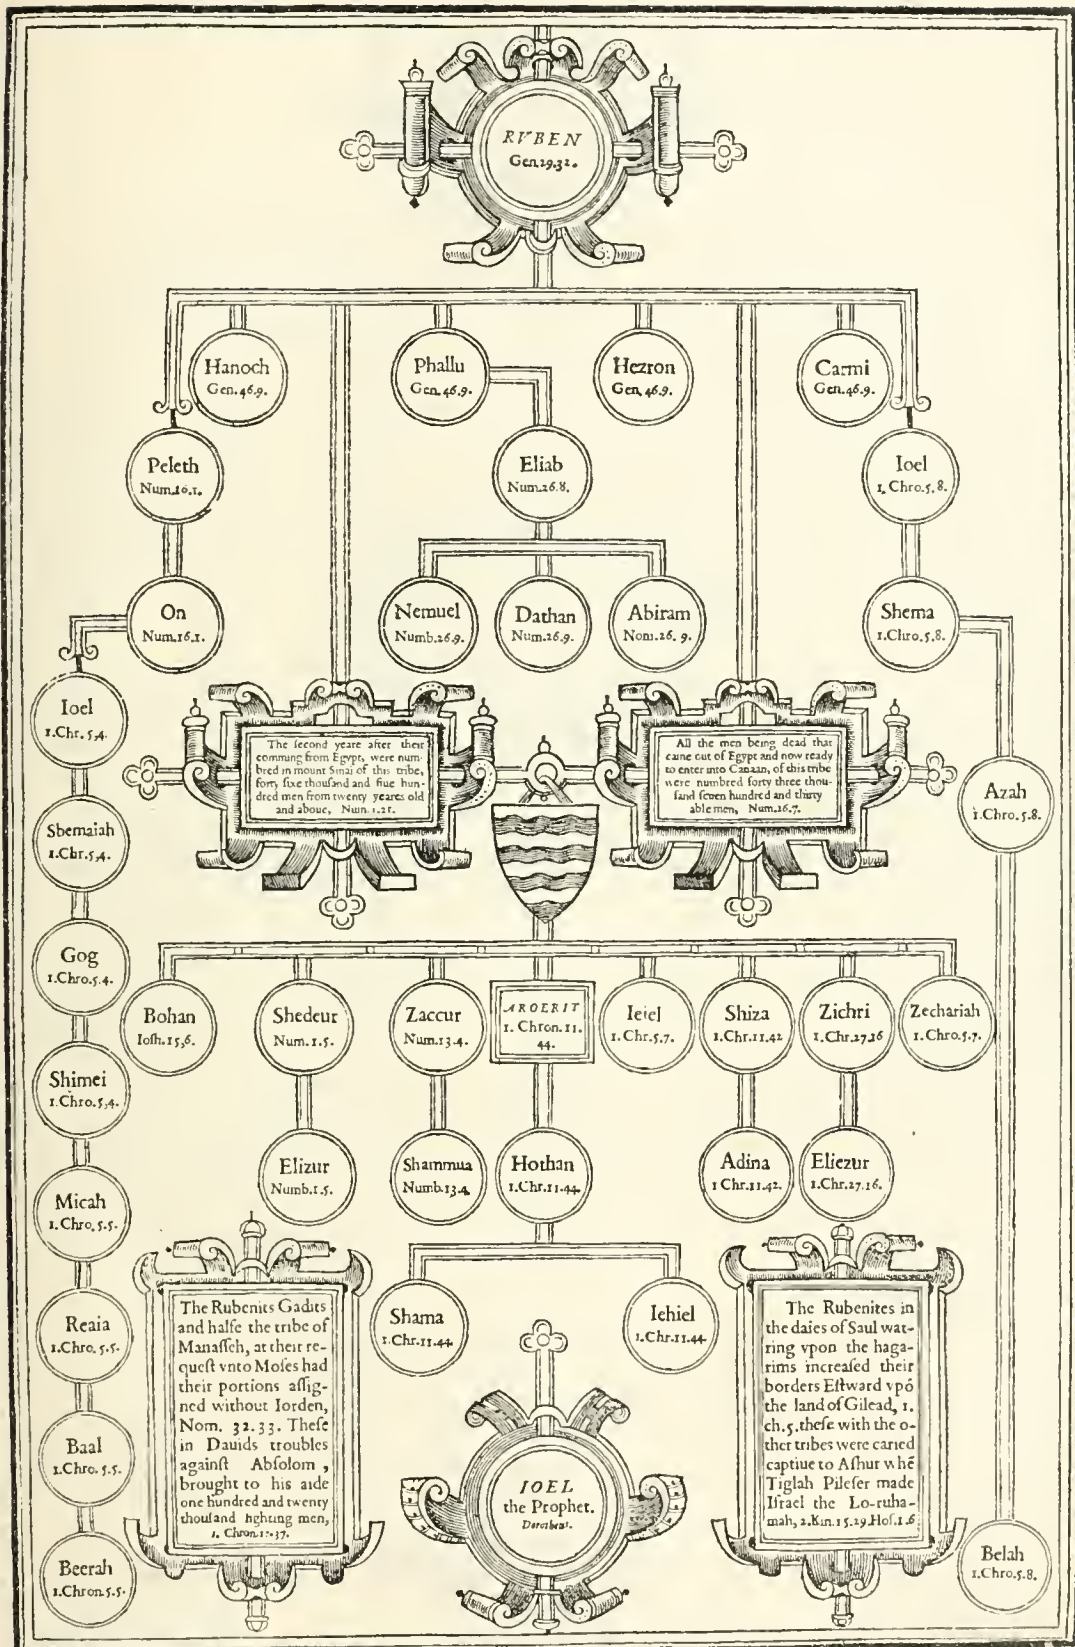 RVBEN
Gen.29.32.
Hanoch
Gen.46.9.
Phallu
Gen.46.9.
Hezron
Gen.46.9.
Carmi
Gen.46.9.
Peleth
Num.16.1.
Eliab
Num.26.8.
Ioel
1. Chro.5.8.
On
Num.16.1.
Nemuel
Numb.26.9.
Dathan
Num.26.9.
Abiram
Nom.26.9.
Shema
1.Chro.5.8.
Ioel
1.Chr.5,4.
The ſecond yeare after their
comming from Egypt, were num-
bred in mount Sinai of this tribe,
forty ſixe thouſand and fiue hun-
dred men from twenty yeares old
and aboue, Num.1.21.
All the men being dead that
came out of Egypt and now ready
to enter into Canaan, of this tribe
were numbred forty three thou-
ſand ſeuen hundred and thirty
able men, Num.26.7.
Azah
1.Chro.5.8.
Shemaiah
1.Chr.5,4.
Gog
1.Chro.5.4.
Bohan
Ioſh.15,6.
Shedeur
Num.1.5.
Zaccur
Num.13.4.
AROERIT
1. Chron.11.
44.
Ieiel
1.Chr.5.7.
Shiza
1.Chr.11.42
Zichri
1.Chr.27.16
Zechariah
1.Chro.5.7.
Shimei
1.Chro.5,4.
Elizur
Numb.1.5.
Shammua
Numb.13.4.
Hothan
1.Chr.11.44.
Adina
1 Chr.11.42.
Eliezur
1.Chr.27.16.
Micah
1.Chro.5.5.
Reaia
1.Chro.5.5.
Baal
1.Chro.5.5.
Beerah
1.Chron.5.5.
The Rubenits Gadits
and halfe the tribe of
Manaſſeh, at their re-
queſt vnto Moſes had
their portions aſſig-
ned without Iorden,
Nom. 32.33. Theſe
in Dauids troubles
againſt Abſolom,
brought to his aide
one hundred and twenty
thouſand fighting men,
1. Chron.12.37.
Shama
1.Chr.11.44
Iehiel
1.Chr.11.44
IOEL
the Prophet.
Dorotheus.
The Rubenites in
the daies of Saul war-
ring vpon the haga-
rims increaſed their
borders Eſtward vpõ
the land of Gilead, 1.
ch.5.theſe with the o-
ther tribes were caried
captiue to Aſhur whẽ
Tiglah Pileſer made
Iſrael the Lo-ruha-
mah, 2.Kin.15.29.Hoſ.1.6
Belah
1.Chro.5.8.